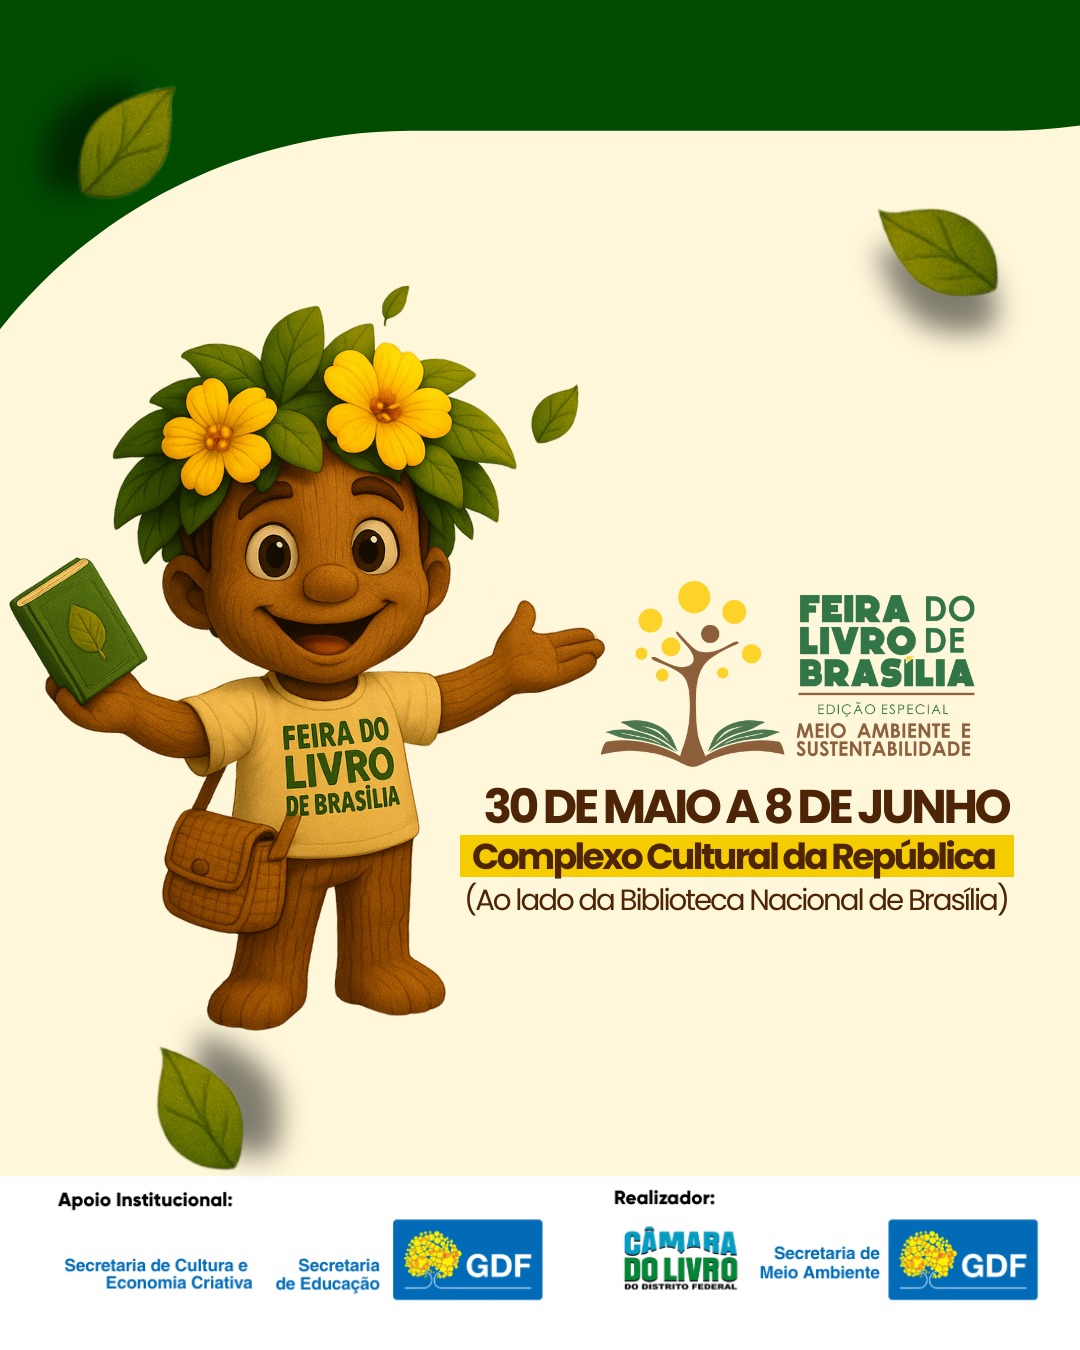 FEIRA DO
LIVRO
DE BRASÍLIA
FEIRA DO
LIVRO DE
BRASÍLIA
EDIÇÃO ESPECIAL
MEIO AMBIENTE E
SUSTENTABILIDADE
30 DE MAIO A 8 DE JUNHO
Complexo Cultural da República
(Ao lado da Biblioteca Nacional de Brasília)
Apoio Institucional:
Secretaria de Cultura e
Economia Criativa
Secretaria
de Educação
GDF
Realizador:
CÂMARA
DO LIVRO
DO DISTRITO FEDERAL
Secretaria de
Meio Ambiente
GDF